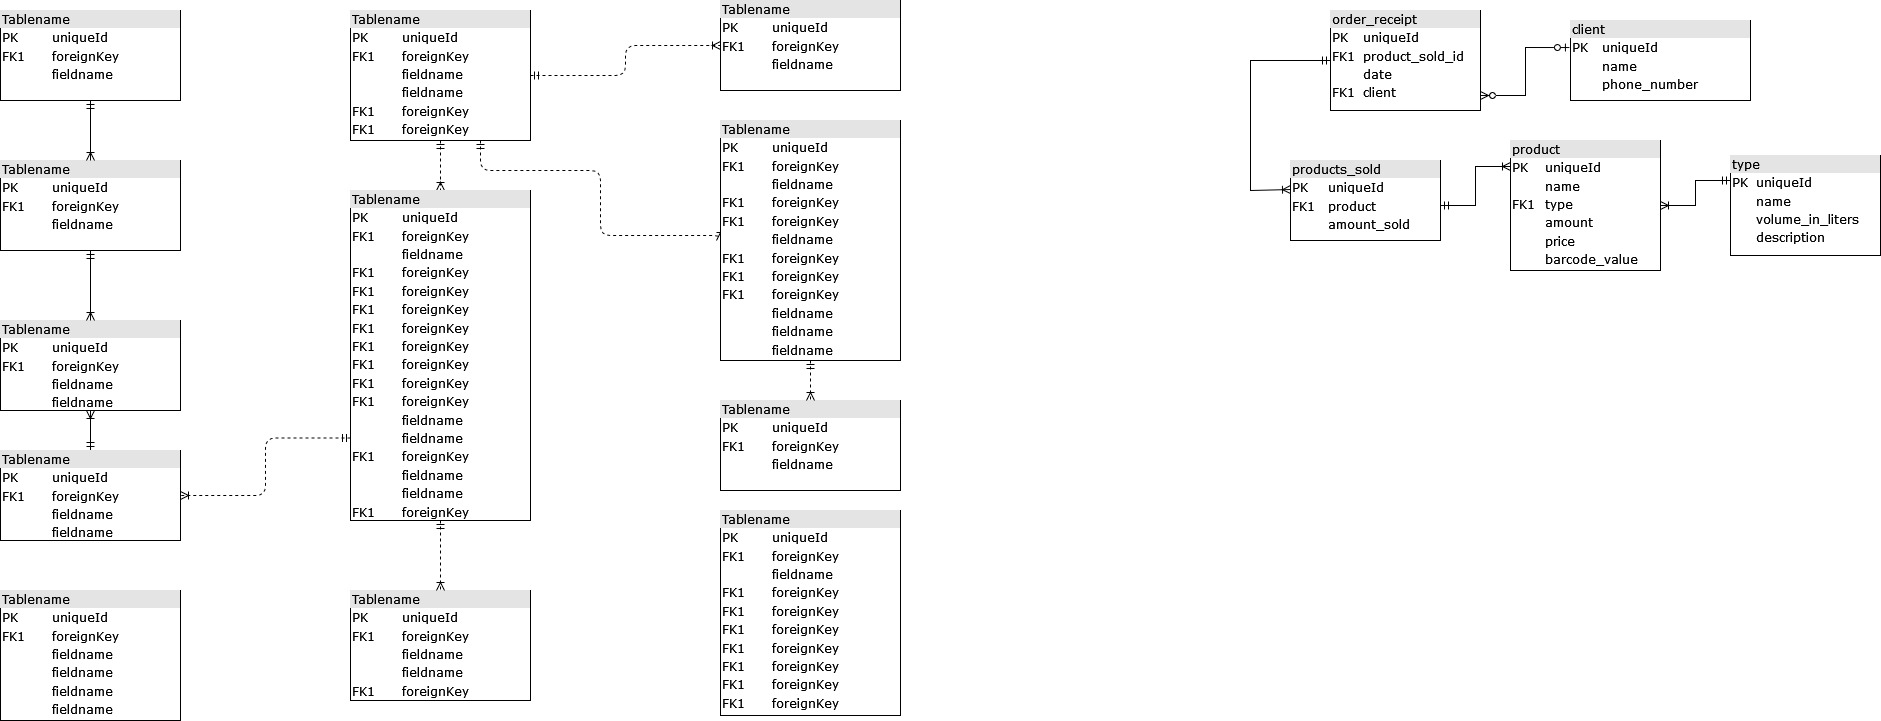 Tablename
PK uniqueId
FK1 foreignKey
fieldname
Tablename
PK uniqueId
FK1 foreignKey
fieldname
Tablename
PK uniqueId
FK1 foreignKey
fieldname
fieldname
Tablename
PK uniqueId
FK1 foreignKey
fieldname
fieldname
Tablename
PK uniqueId
FK1 foreignKey
fieldname
fieldname
fieldname
fieldname
Tablename
PK uniqueId
FK1 foreignKey
fieldname
fieldname
FK1 foreignKey
FK1 foreignKey
Tablename
PK uniqueId
FK1 foreignKey
fieldname
FK1 foreignKey
FK1 foreignKey
FK1 foreignKey
FK1 foreignKey
FK1 foreignKey
FK1 foreignKey
FK1 foreignKey
FK1 foreignKey
fieldname
fieldname
FK1 foreignKey
fieldname
fieldname
FK1 foreignKey
Tablename
PK uniqueId
FK1 foreignKey
fieldname
fieldname
FK1 foreignKey
Tablename
PK uniqueId
FK1 foreignKey
fieldname
Tablename
PK uniqueId
FK1 foreignKey
fieldname
FK1 foreignKey
FK1 foreignKey
fieldname
FK1 foreignKey
FK1 foreignKey
FK1 foreignKey
fieldname
fieldname
fieldname
Tablename
PK uniqueId
FK1 foreignKey
fieldname
Tablename
PK uniqueId
FK1 foreignKey
fieldname
FK1 foreignKey
FK1 foreignKey
FK1 foreignKey
FK1 foreignKey
FK1 foreignKey
FK1 foreignKey
FK1 foreignKey
order_receipt
PK uniqueId
FK1 product_sold_id
date
FK1 client
client
PK uniqueId
name
phone_number
products_sold
PK uniqueId
FK1 product
amount_sold
product
PK uniqueId
name
FK1 type
amount
price
barcode_value
type
PK uniqueId
name
volume_in_liters
description